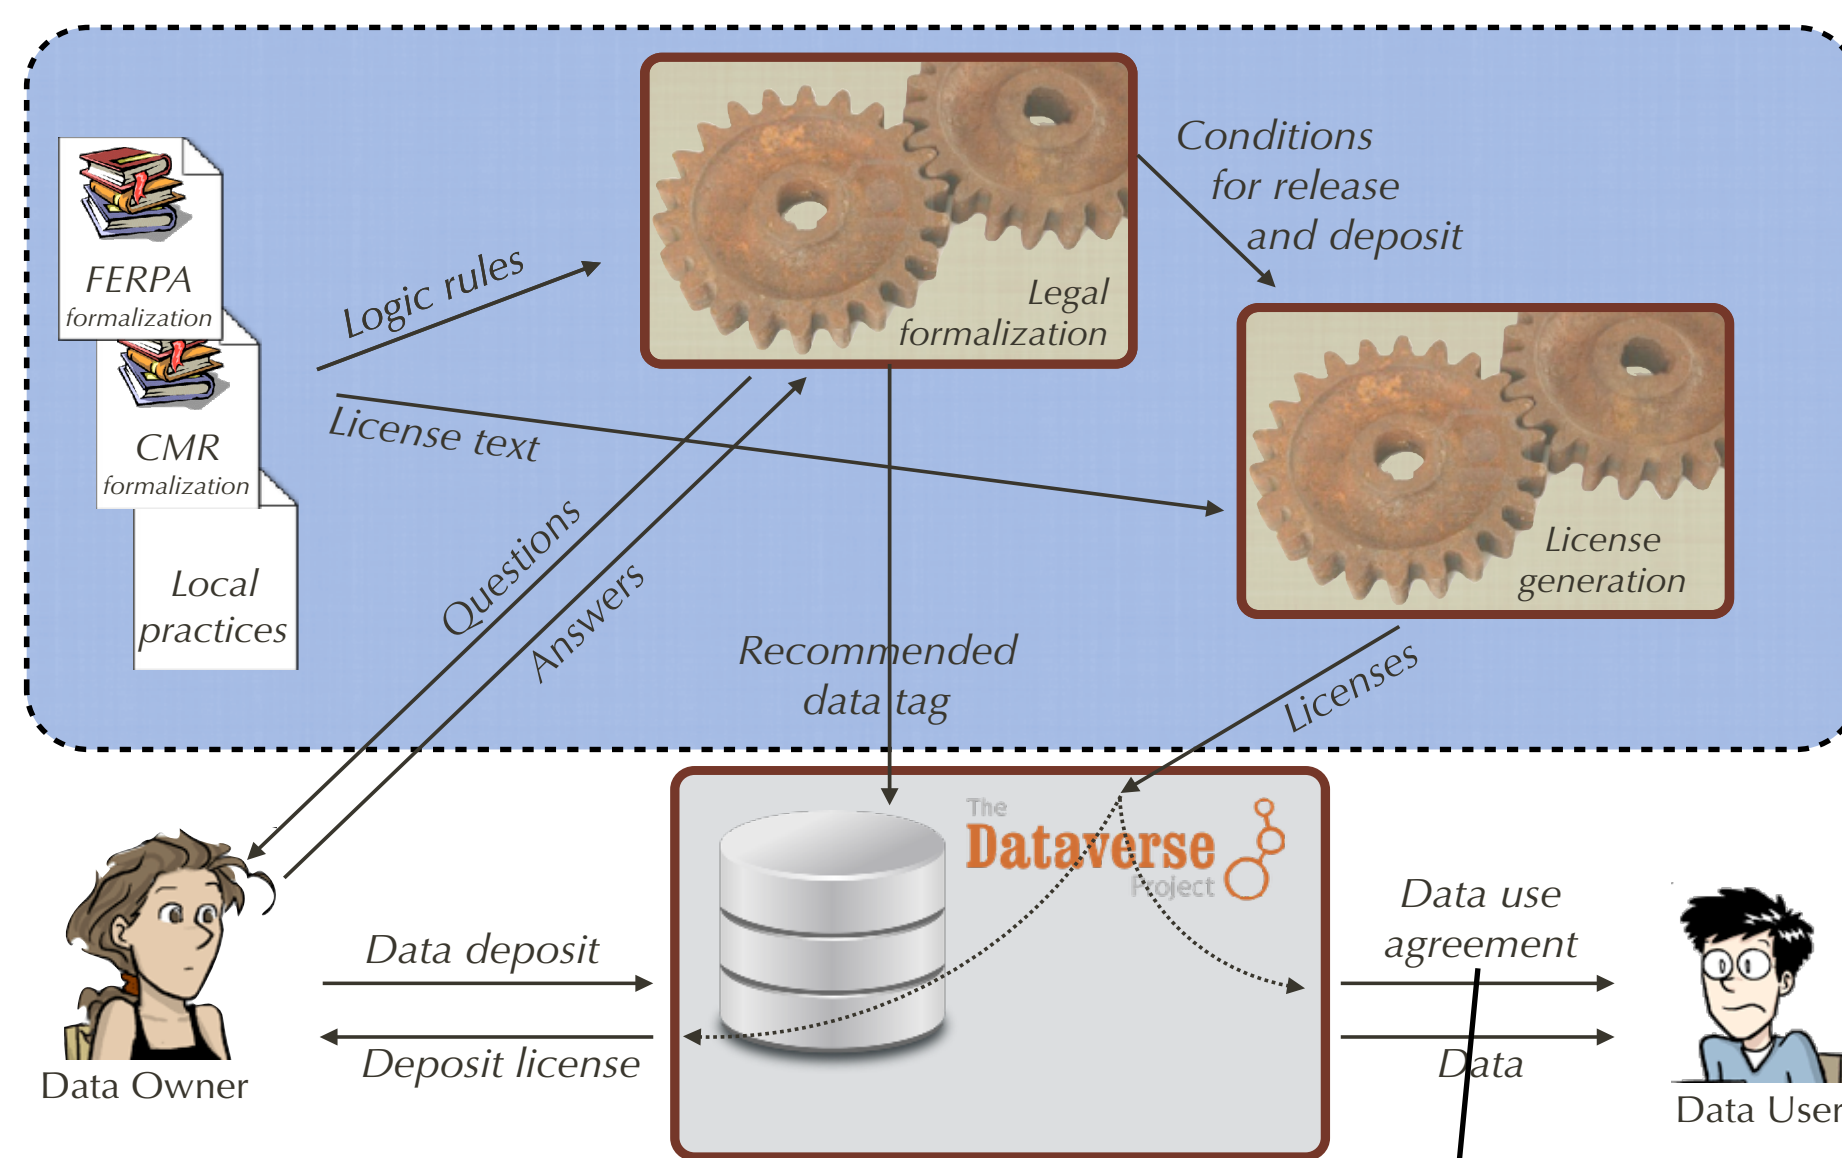 FERPA
formalization
CMR
formalization
Local
practices
Logic rules
License text
Legal
formalization
Conditions
for release
and deposit
License
generation
Questions
Answers
Recommended
data tag
Licenses
The
Dataverse
Project
Data Owner
Data deposit
Deposit license
Data use
agreement
Data
Data User